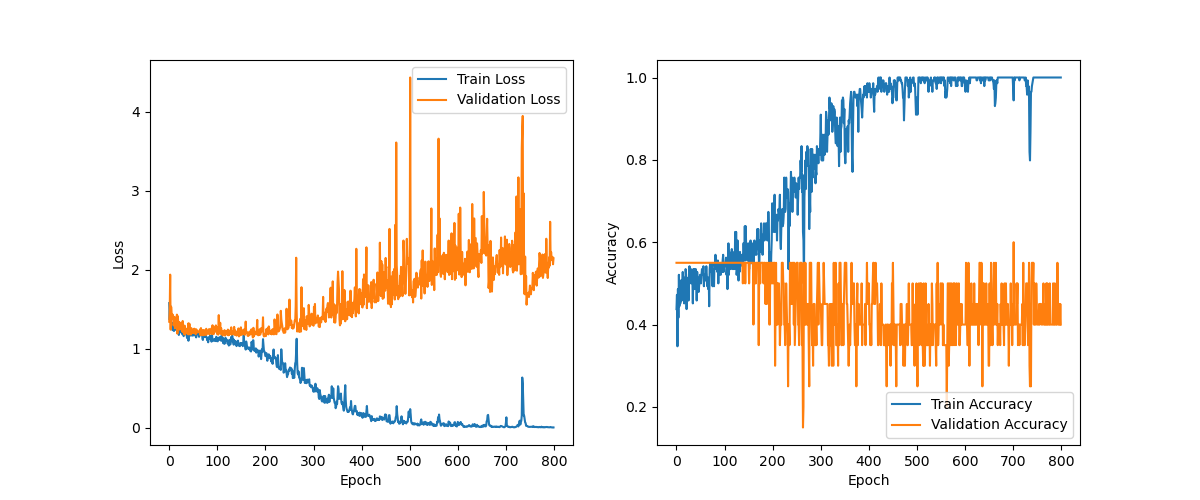 Train Loss
Validation Loss
Loss
4
3
2
1
0
0 100 200 300 400 500 600 700 800
Epoch
Accuracy
1.0
0.8
0.6
0.4
0.2
Train Accuracy
Validation Accuracy
0 100 200 300 400 500 600 700 800
Epoch